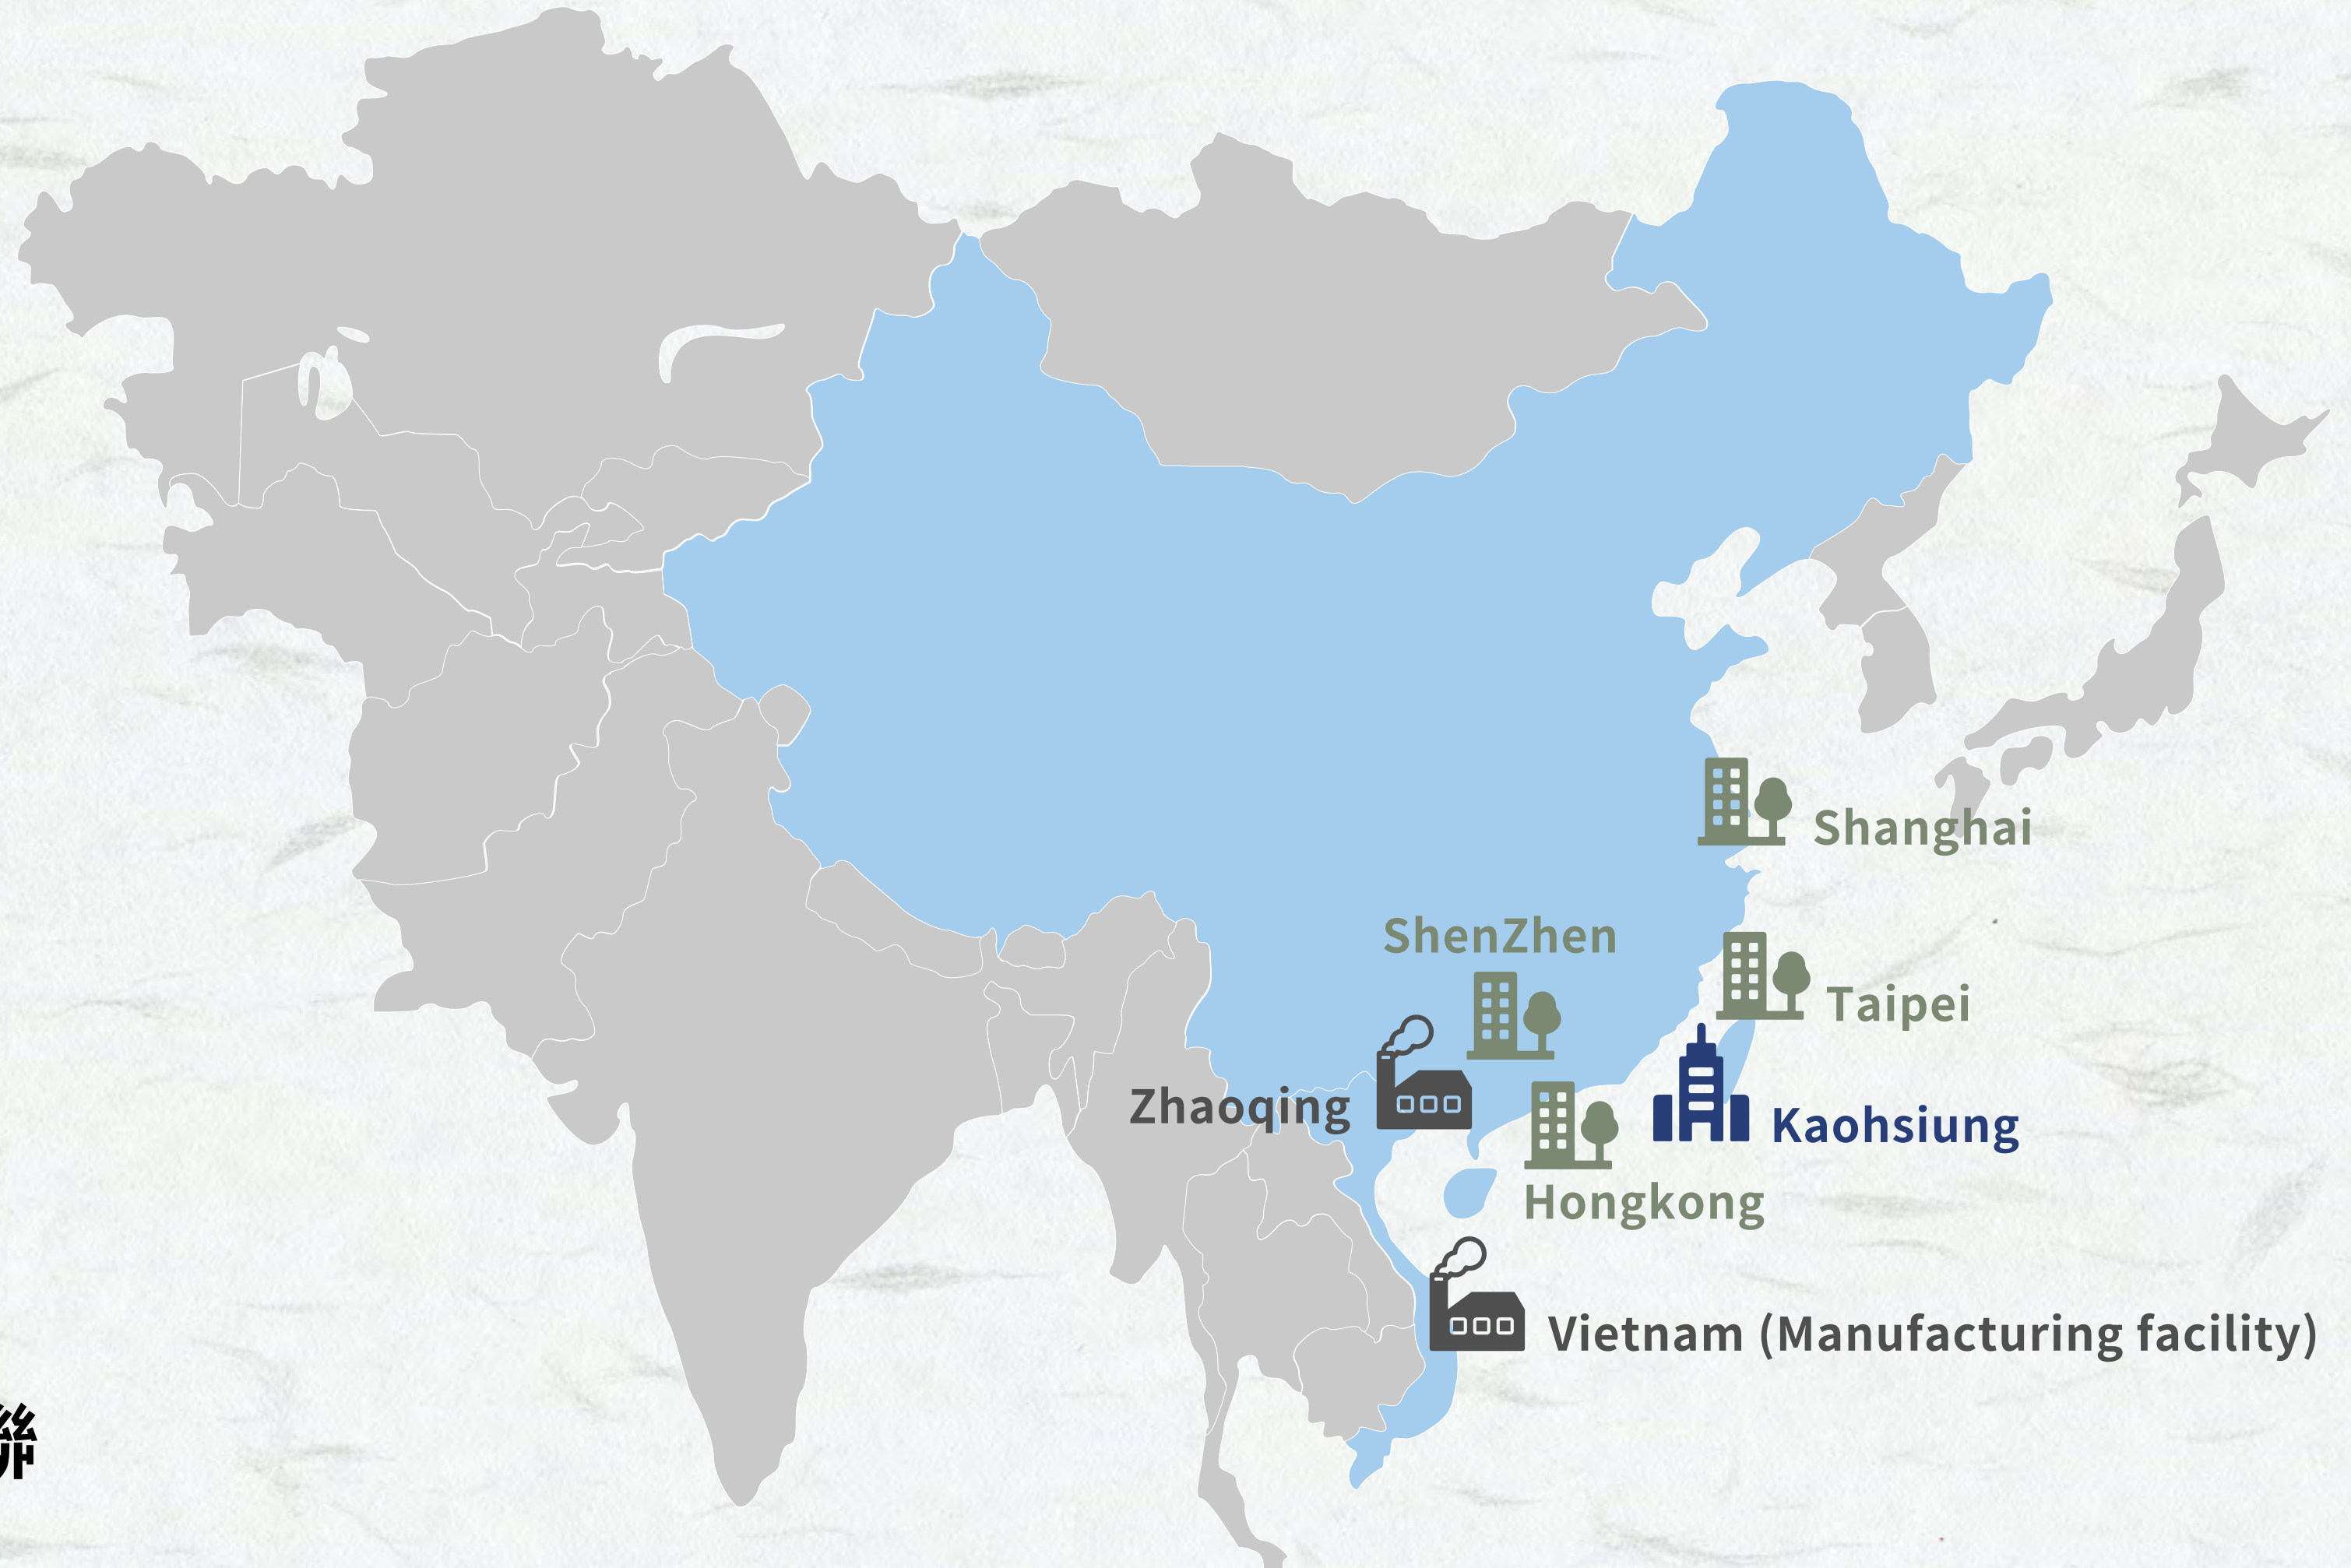 Shanghai
ShenZhen
Taipei
Zhaoqing
Kaohsiung
Hongkong
Vietnam (Manufacturing facility)